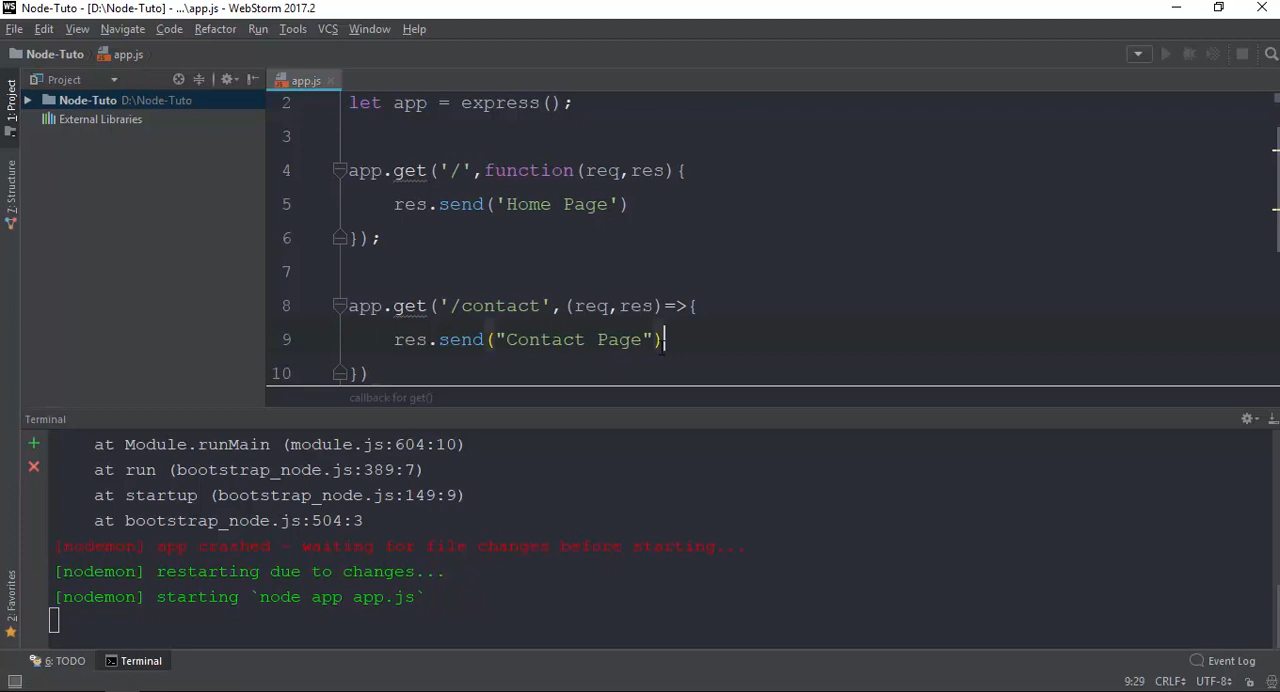 WS Node-Tuto - [D:\Node-Tuto] - ...\app.js - WebStorm 2017.2
File Edit View Navigate Code Refactor Run Tools VCS Window Help
Node-Tuto app.js
1: Project
Project
app.js
Node-Tuto D:\Node-Tuto
External Libraries
7: Structure
2 let app = express();
3
4 app.get('/',function(req,res){
5 res.send('Home Page')
6 });
7
8 app.get('/contact',(req,res)=>{
9 res.send("Contact Page")
10 })
callback for get()
Terminal
at Module.runMain (module.js:604:10)
at run (bootstrap_node.js:389:7)
at startup (bootstrap_node.js:149:9)
at bootstrap_node.js:504:3
[nodemon] app crashed - waiting for file changes before starting...
[nodemon] restarting due to changes...
[nodemon] starting `node app app.js`
2: Favorites
6: TODO Terminal Event Log
9:29 CRLF UTF-8